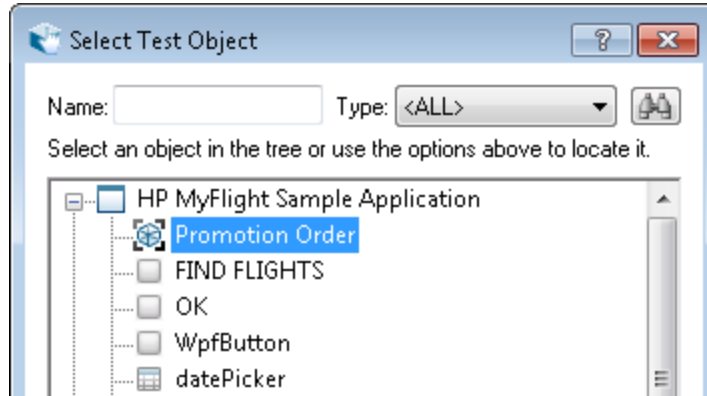 Select Test Object
?
Name: Type: <ALL>
Select an object in the tree or use the options above to locate it.
HP MyFlight Sample Application
Promotion Order
FIND FLIGHTS
OK
WpfButton
datePicker